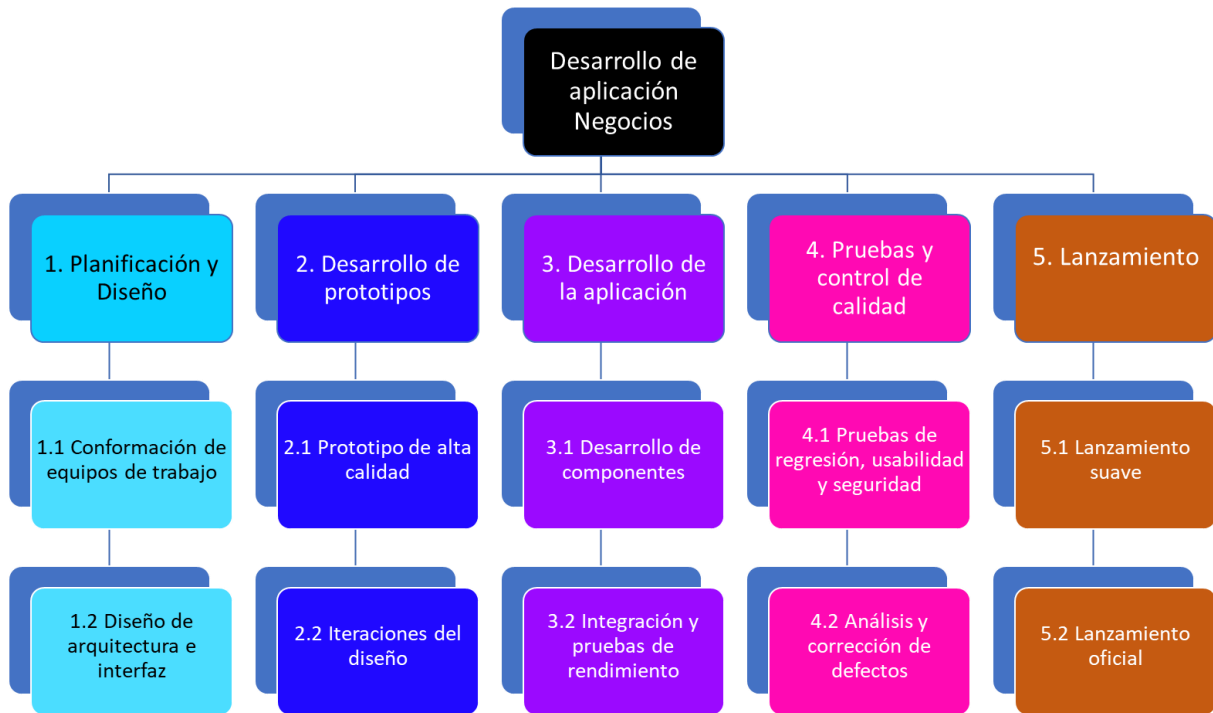 Desarrollo de
aplicación
Negocios
1. Planificación y
Diseño
2. Desarrollo de
prototipos
3. Desarrollo de
la aplicación
4. Pruebas y
control de
calidad
5. Lanzamiento
1.1 Conformación de
equipos de trabajo
2.1 Prototipo de alta
calidad
3.1 Desarrollo de
componentes
4.1 Pruebas de
regresión, usabilidad
y seguridad
5.1 Lanzamiento
suave
1.2 Diseño de
arquitectura e
interfaz
2.2 Iteraciones del
diseño
3.2 Integración y
pruebas de
rendimiento
4.2 Análisis y
corrección de
defectos
5.2 Lanzamiento
oficial